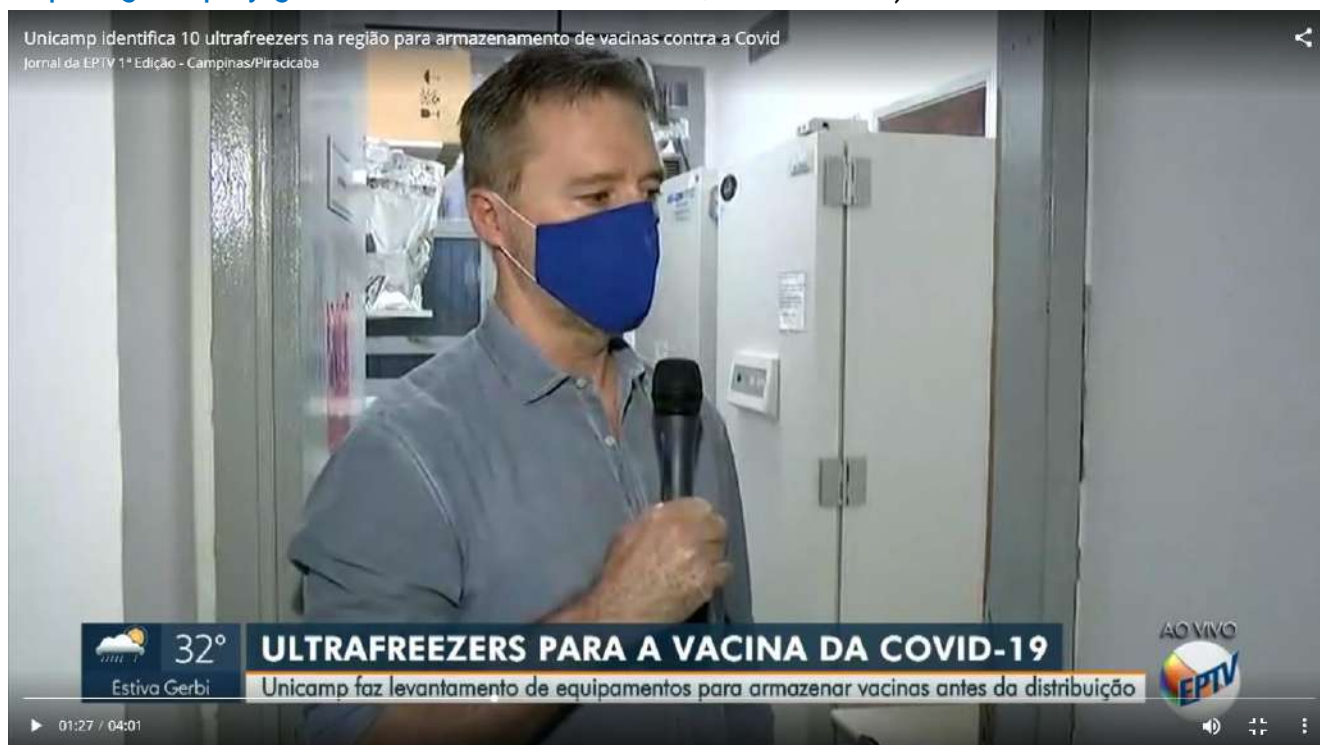 Unicamp identifica 10 ultrafreezers na região para armazenamento de vacinas contra a Covid
Jornal da EPTV 1ª Edição - Campinas/Piracicaba
AO VIVO
EPTV
32°
Estiva Gerbi
ULTRAFREEZERS PARA A VACINA DA COVID-19
Unicamp faz levantamento de equipamentos para armazenar vacinas antes da distribuição
01:27 / 04:01